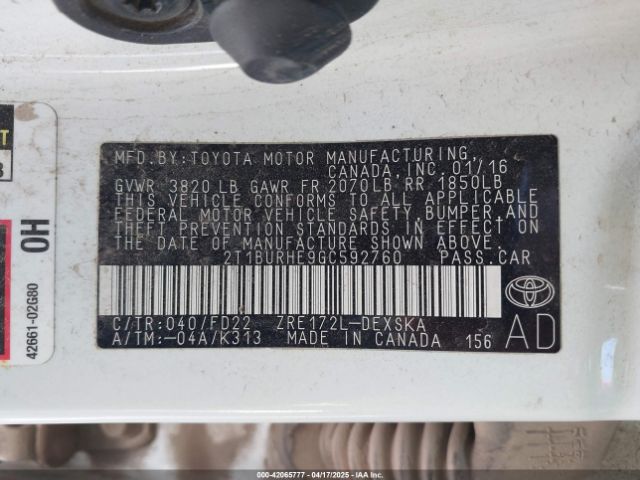 MFD.BY:TOYOTA MOTOR MANUFACTURING,
CANADA,INC.01/16
GVWR 3820 LB GAWR FR 2070LB RR 1850LB
THIS VEHICLE CONFORMS TO ALL APPLICABLE
FEDERAL MOTOR VEHICLE SAFETY,BUMPER,AND
THEFT PREVENTION STANDARDS IN EFFECT ON
THE DATE OF MANUFACTURE SHOWN ABOVE.
2T1BURHE9GC592760 PASS.CAR
C/TR:040/FD22 ZRE172L-DEXSKA
A/TM:-04A/K313 MADE IN CANADA 156
AD
0H
42661-02G80
000-42065777 - 04/17/2025 - IAA Inc.